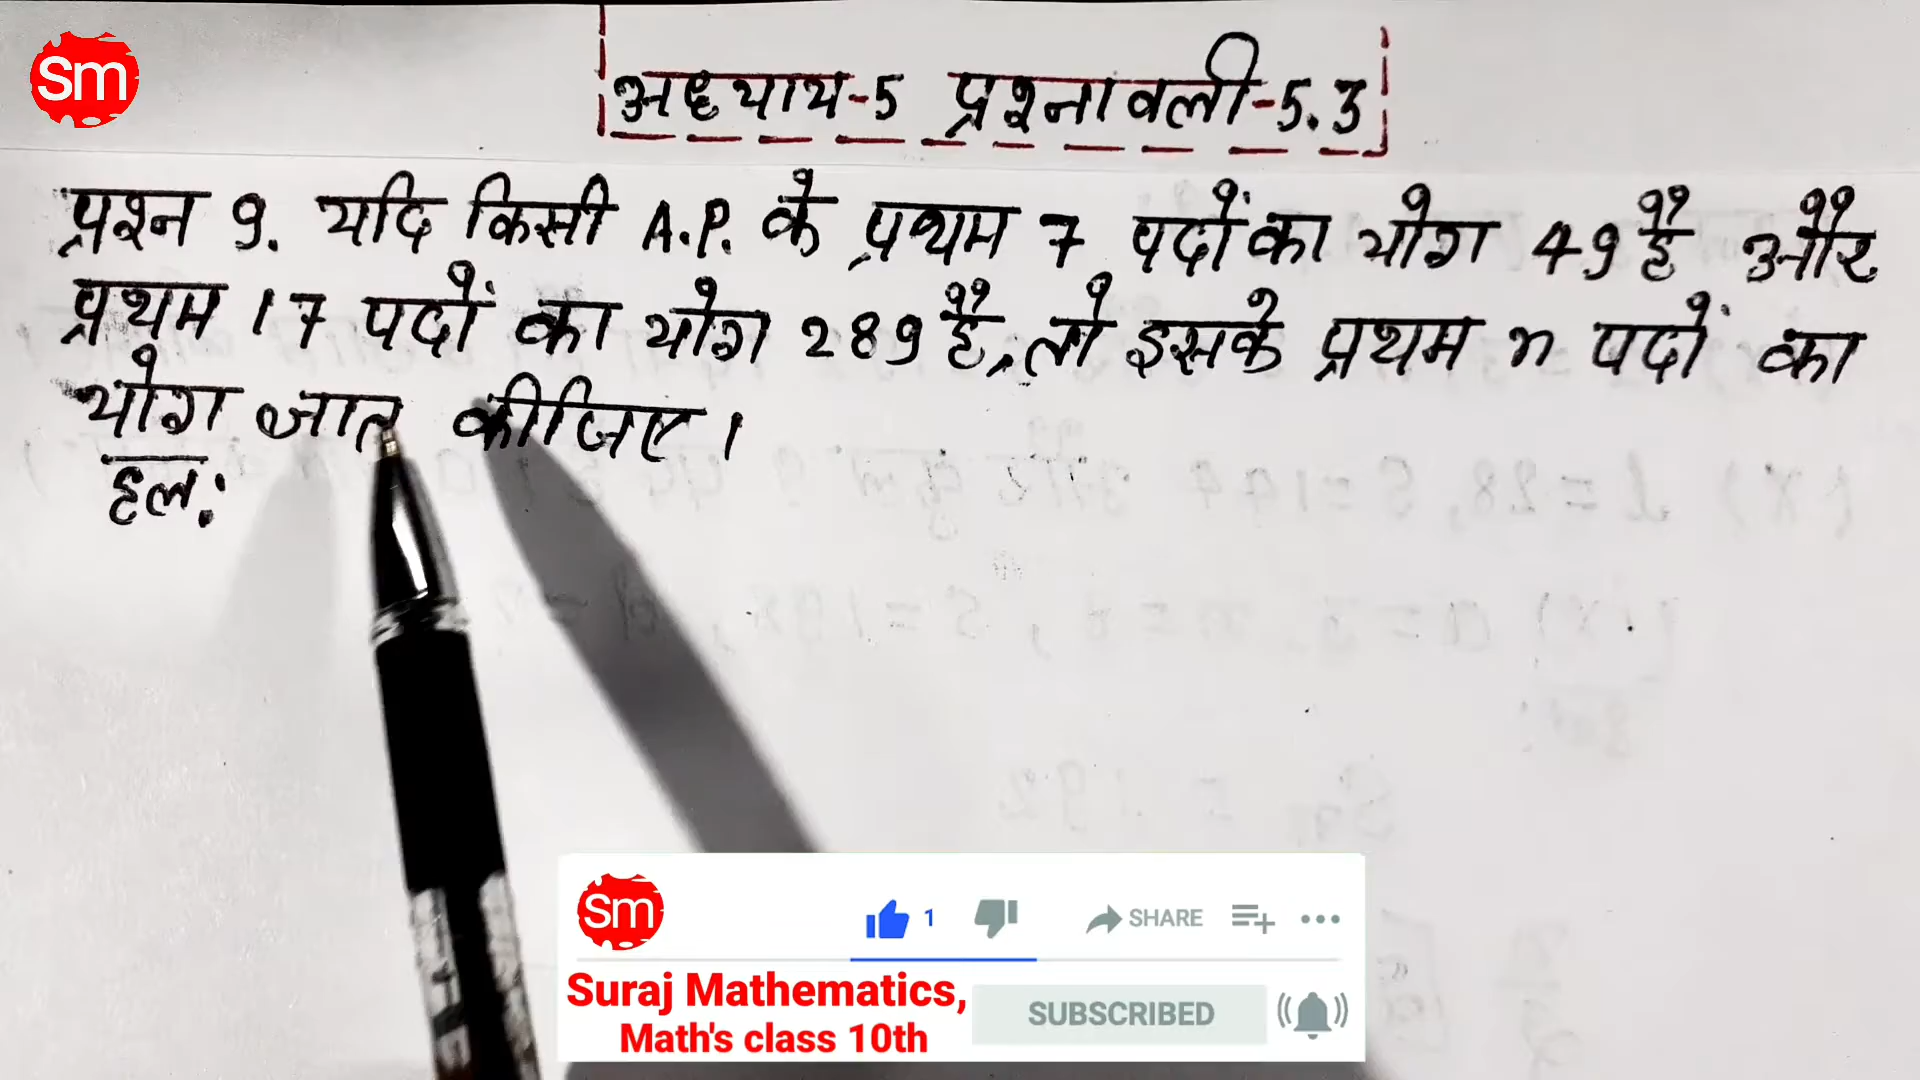 Sm
अध्याय-5 प्रश्नावली-5.3
प्रश्न 9. यदि किसी A.P. के प्रथम 7 पदों का योग 49 है और
प्रथम 17 पदों का योग 289 है, तो इसके प्रथम n पदों का
योग ज्ञात कीजिए।
हल:
Sm
1
SHARE
Suraj Mathematics,
Math's class 10th
SUBSCRIBED